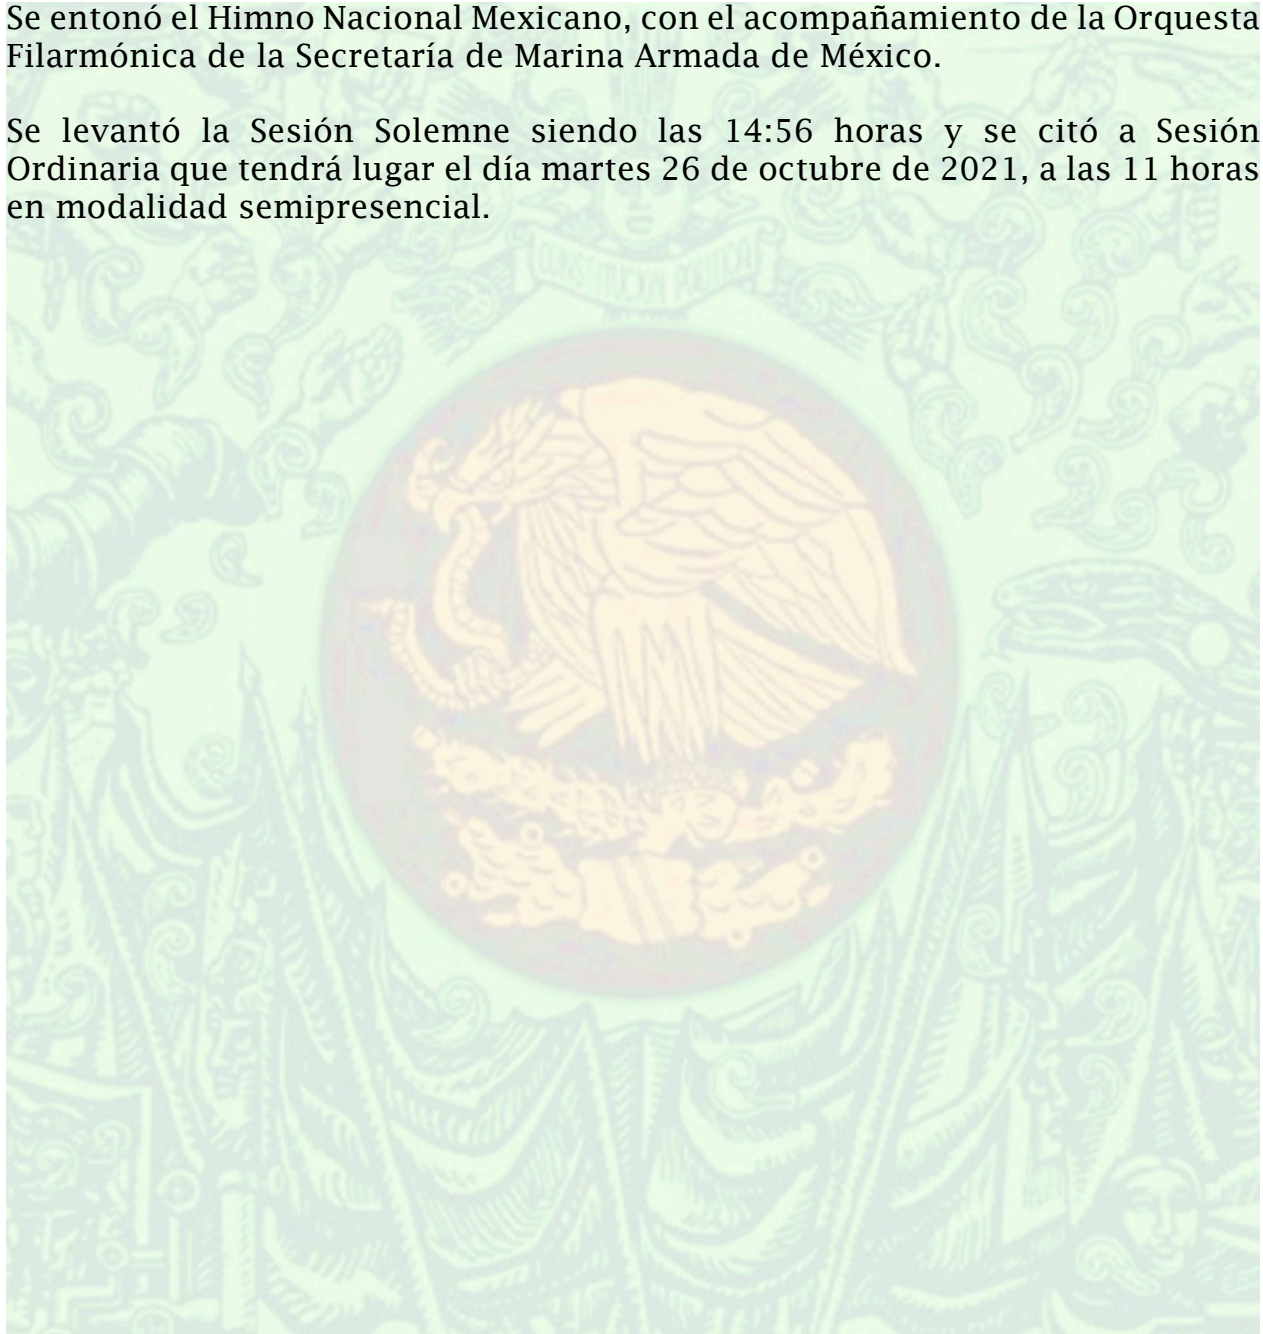 Se entonó el Himno Nacional Mexicano, con el acompañamiento de la Orquesta
Filarmónica de la Secretaría de Marina Armada de México.
Se levantó la Sesión Solemne siendo las 14:56 horas y se citó a Sesión
Ordinaria que tendrá lugar el día martes 26 de octubre de 2021, a las 11 horas
en modalidad semipresencial.
CONSTITUCION POLITICA